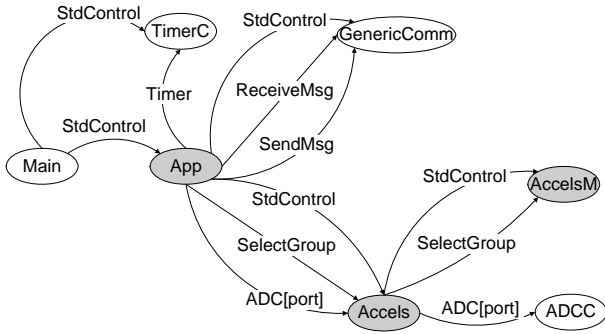 StdControl
TimerC
StdControl
GenericComm
Timer
ReceiveMsg
StdControl
SendMsg
Main
App
StdControl
StdControl
AccelsM
SelectGroup
SelectGroup
ADC[port]
Accels
ADC[port]
ADCC